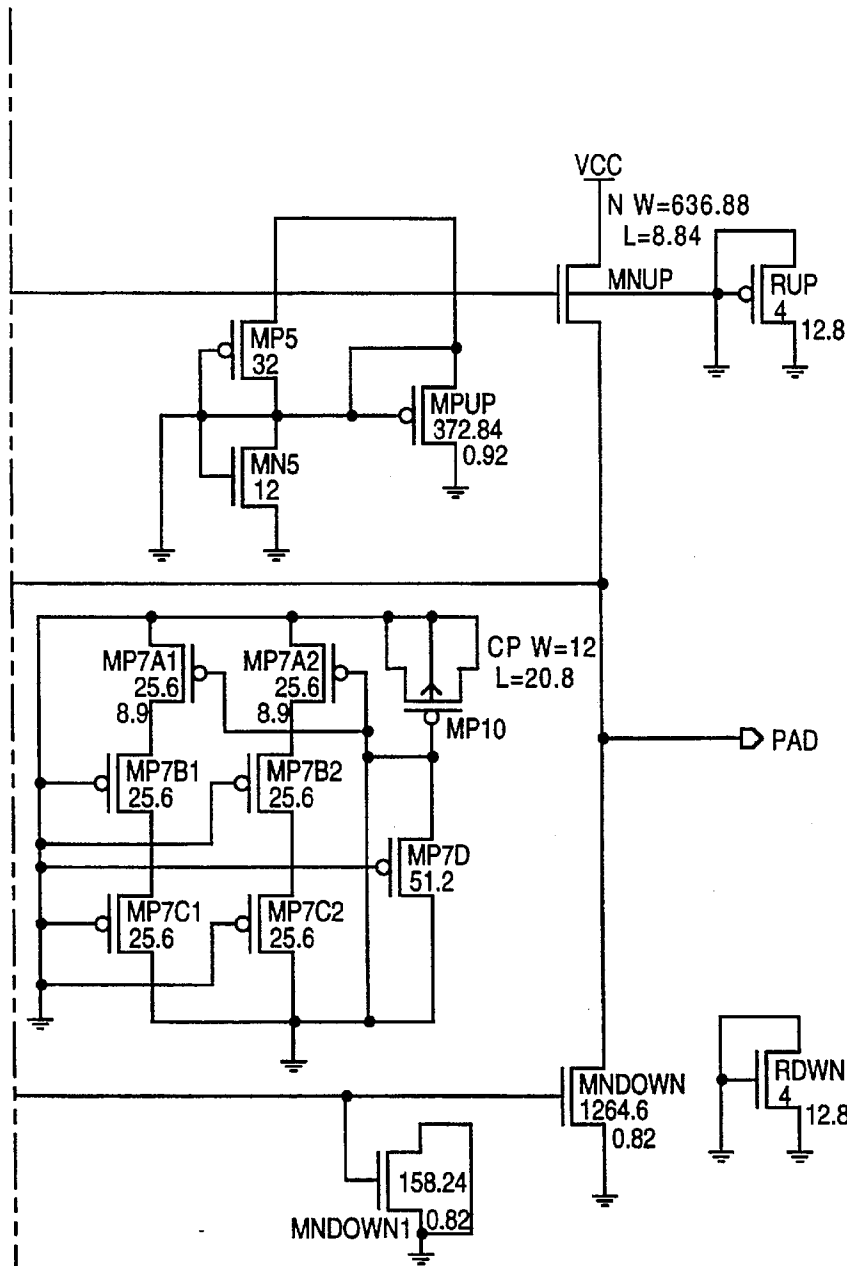 VCC
N W=636.88
L=8.84
MNUP
RUP
4
12.8
MP5
32
MPUP
372.84
0.92
MN5
12
MP7A1
25.6
8.9
MP7A2
25.6
8.9
CP W=12
L=20.8
MP10
PAD
MP7B1
25.6
MP7B2
25.6
MP7D
51.2
MP7C1
25.6
MP7C2
25.6
MNDOWN
1264.6
0.82
RDWN
4
12.8
158.24
0.82
MNDOWN1